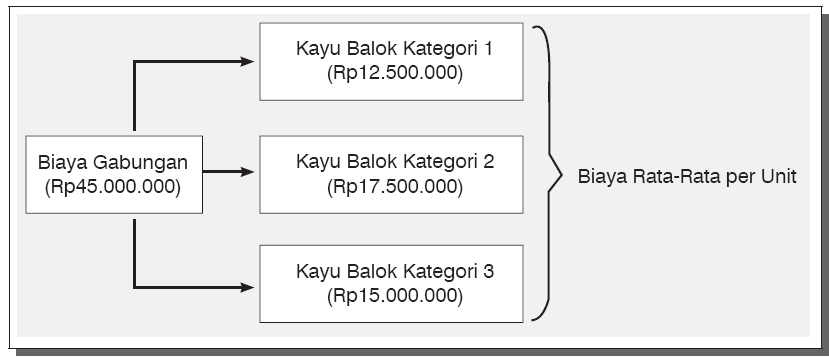 Kayu Balok Kategori 1
(Rp12.500.000)
Biaya Gabungan
(Rp45.000.000)
Kayu Balok Kategori 2
(Rp17.500.000)
Biaya Rata-Rata per Unit
Kayu Balok Kategori 3
(Rp15.000.000)